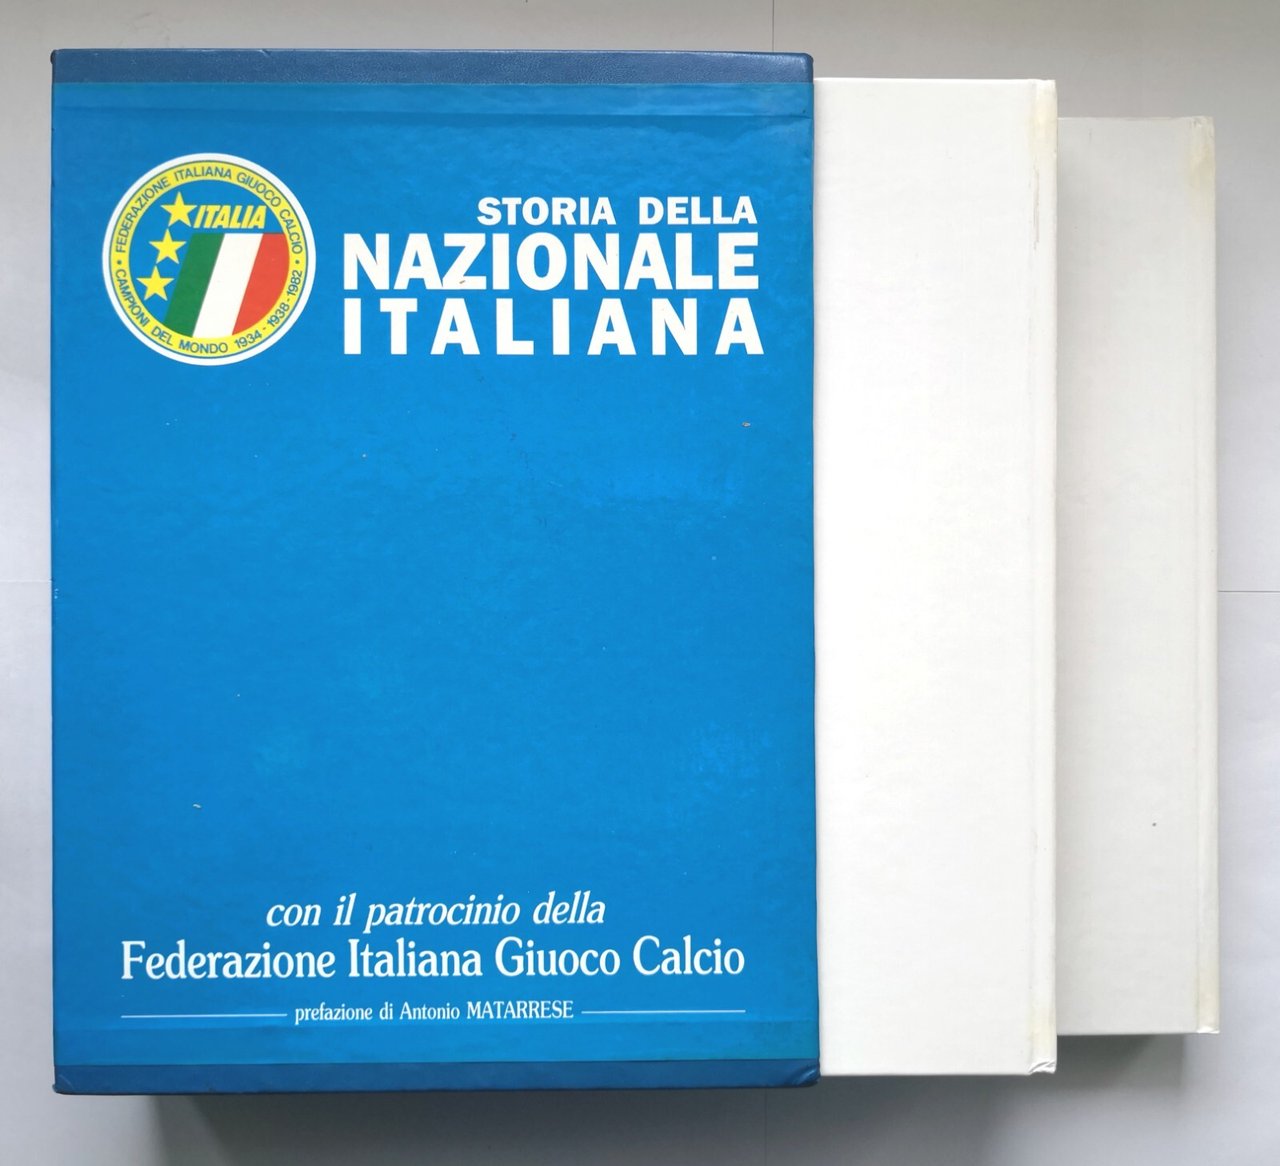 FEDERAZIONE ITALIANA GIUOCO CALCIO
ITALIA
CAMPIONI DEL MONDO 1934 - 1938 - 1982
STORIA DELLA
NAZIONALE
ITALIANA
con il patrocinio della
Federazione Italiana Giuoco Calcio
prefazione di Antonio MATARRESE